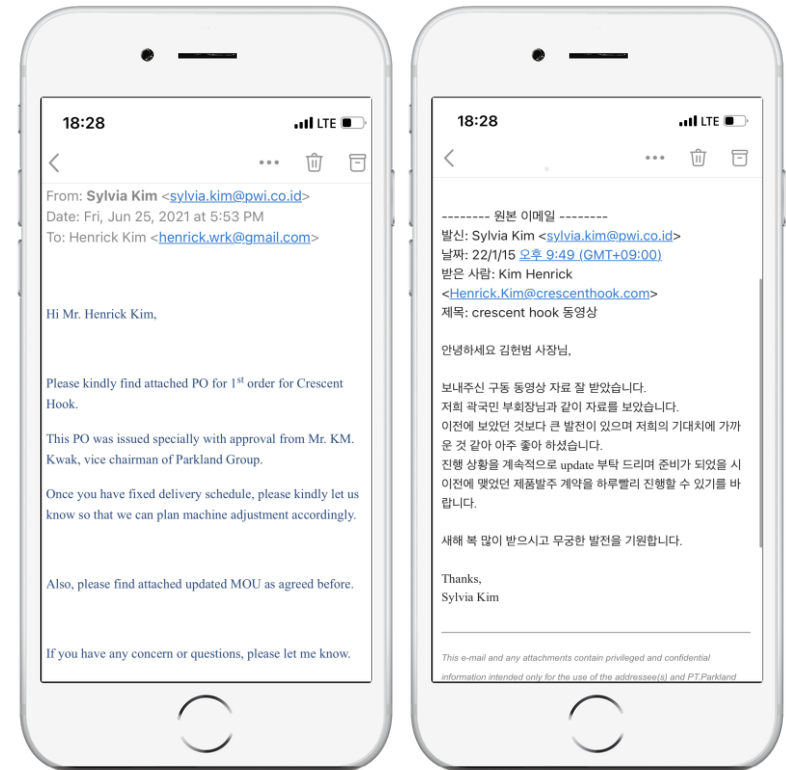 18:28
LTE
From: Sylvia Kim <sylvia.kim@pwi.co.id>
Date: Fri, Jun 25, 2021 at 5:53 PM
To: Henrick Kim <henrick.wrk@gmail.com>
Hi Mr. Henrick Kim,
Please kindly find attached PO for 1st order for Crescent
Hook.
This PO was issued specially with approval from Mr. KM.
Kwak, vice chairman of Parkland Group.
Once you have fixed delivery schedule, please kindly let us
know so that we can plan machine adjustment accordingly.
Also, please find attached updated MOU as agreed before.
If you have any concern or questions, please let me know.
18:28
LTE
-------- 원본 이메일 --------
발신: Sylvia Kim <sylvia.kim@pwi.co.id>
날짜: 22/1/15 오후 9:49 (GMT+09:00)
받은 사람: Kim Henrick
<Henrick.Kim@crescenthook.com>
제목: crescent hook 동영상
안녕하세요 김헌범 사장님,
보내주신 구동 동영상 자료 잘 받았습니다.
저희 곽국민 부회장님과 같이 자료를 보았습니다.
이전에 보았던 것보다 큰 발전이 있으며 저희의 기대치에 가까
운 것 같아 아주 좋아 하셨습니다.
진행 상황을 계속적으로 update 부탁 드리며 준비가 되었을 시
이전에 맺었던 제품발주 계약을 하루빨리 진행할 수 있기를 바
랍니다.
새해 복 많이 받으시고 무궁한 발전을 기원합니다.
Thanks,
Sylvia Kim
This e-mail and any attachments contain privileged and confidential
information intended only for the use of the addressee(s) and PT.Parkland